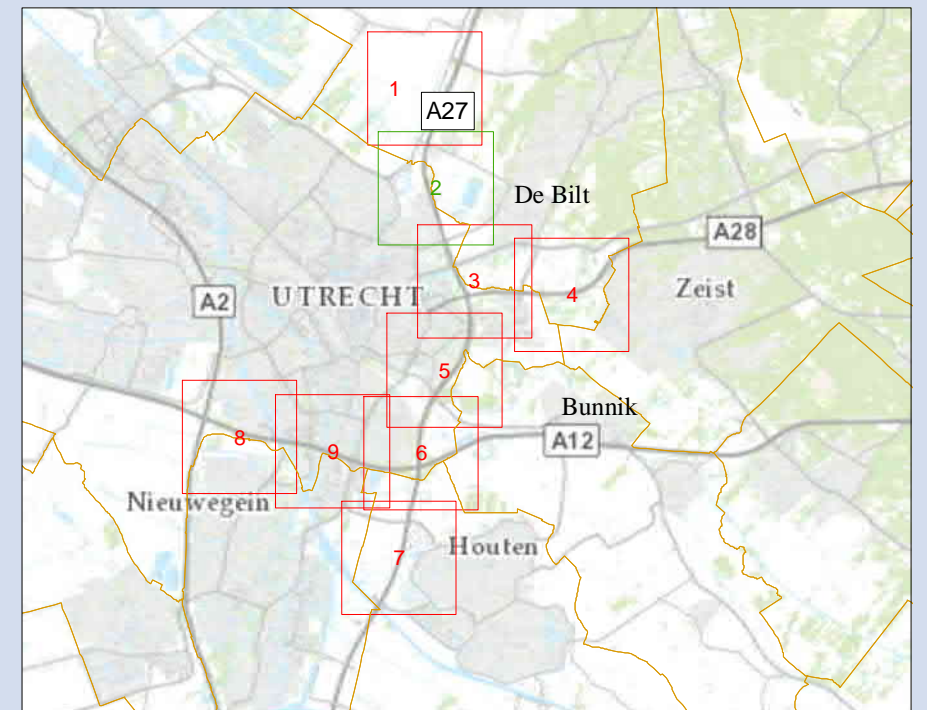 1
A27
2
De Bilt
A28
3
4
Zeist
A2
UTRECHT
5
Bunnik
8
9
6
A12
Nieuwegein
Houten
7